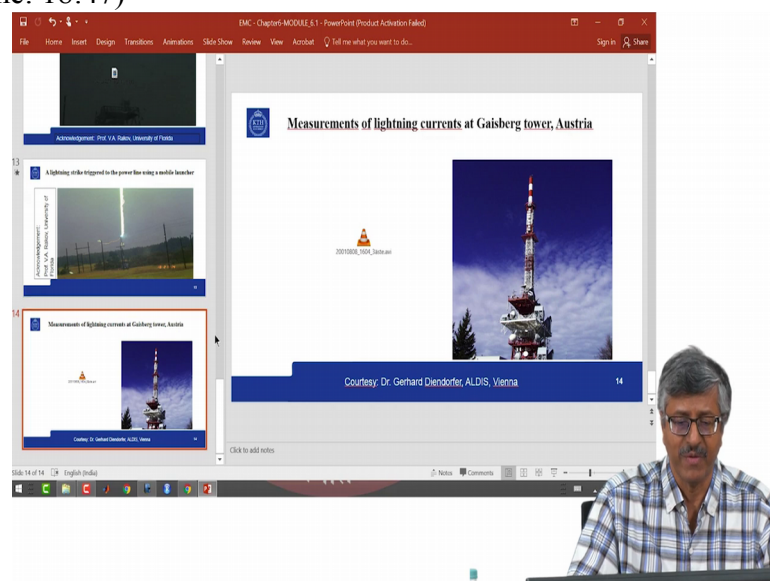 EMC - Chapter6-MODULE_6.1 - PowerPoint (Product Activation Failed)
File Home Insert Design Transitions Animations Slide Show Review View Acrobat Tell me what you want to do... Sign in Share
Acknowledgement: Prof. V.A. Rakov, University of Florida
13
A lightning strike triggered to the power line using a mobile launcher
Acknowledgement:
Prof. V.A. Rakov, University of
Florida
14
Measurements of lightning currents at Gaisberg tower, Austria
Courtesy: Dr. Gerhard Diendorfer, ALDIS, Vienna
KTH
Measurements of lightning currents at Gaisberg tower, Austria
Courtesy: Dr. Gerhard Diendorfer, ALDIS, Vienna
14
Click to add notes
Slide 14 of 14 English (India) Notes Comments